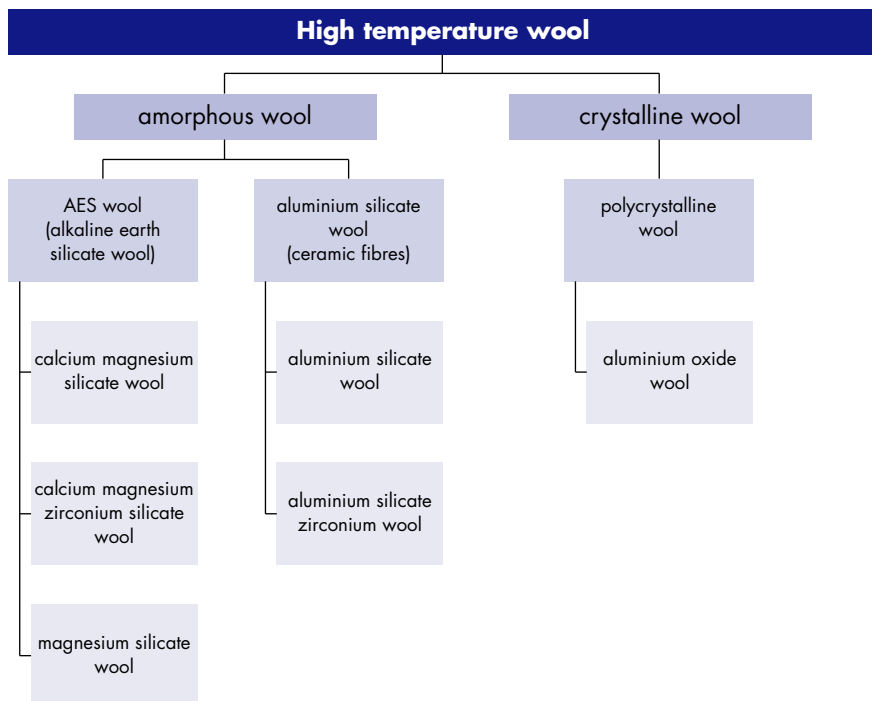 High temperature wool
amorphous wool
crystalline wool
AES wool
(alkaline earth
silicate wool)
aluminium silicate
wool
(ceramic fibres)
polycrystalline
wool
calcium magnesium
silicate wool
aluminium silicate
wool
aluminium oxide
wool
calcium magnesium
zirconium silicate
wool
aluminium silicate
zirconium wool
magnesium silicate
wool